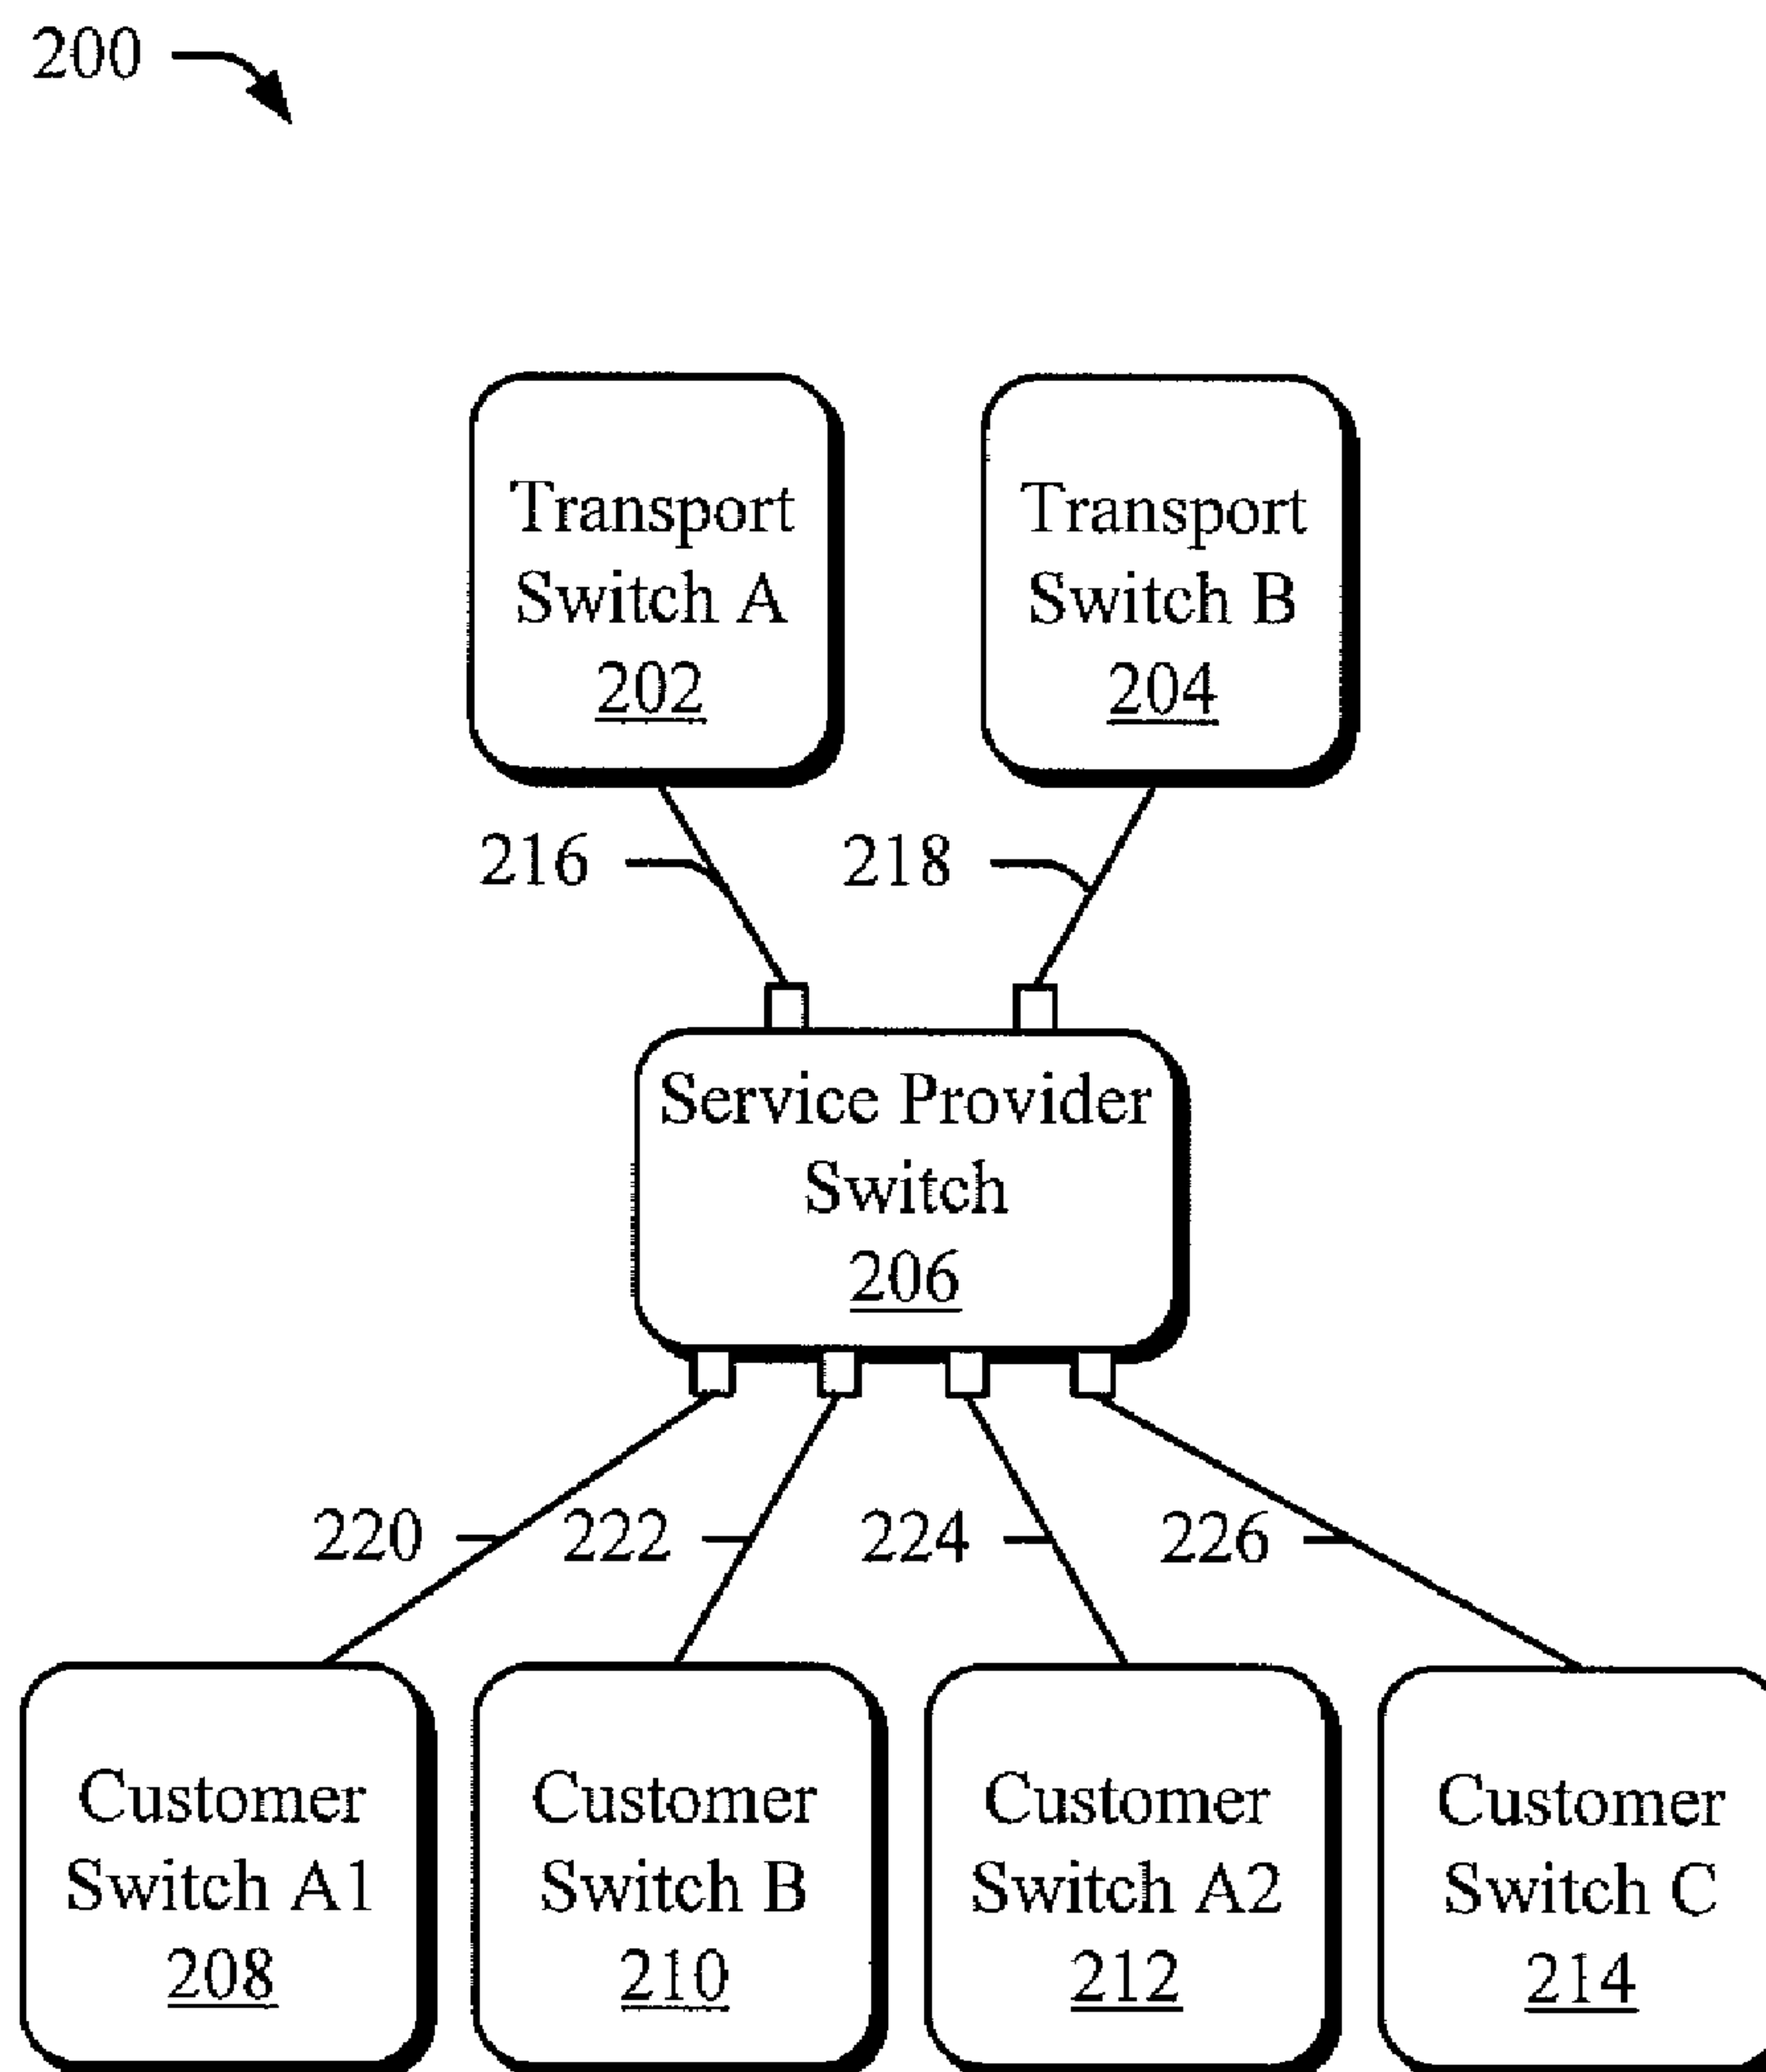 200
Transport
Switch A
202
Transport
Switch B
204
216
218
Service Provider
Switch
206
220
222
224
226
Customer
Switch A1
208
Customer
Switch B
210
Customer
Switch A2
212
Customer
Switch C
214